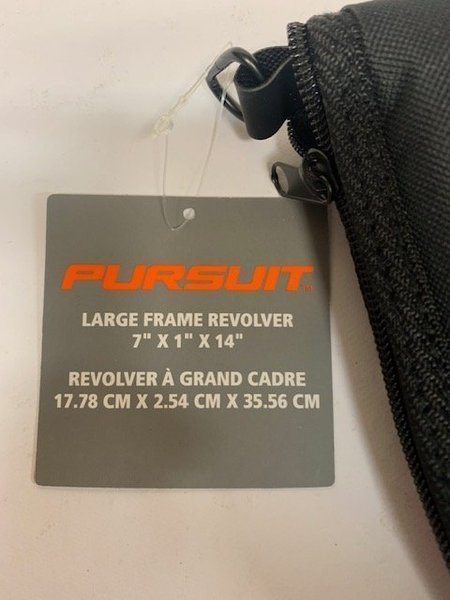 PURSUIT
LARGE FRAME REVOLVER
7" X 1" X 14"
REVOLVER À GRAND CADRE
17.78 CM X 2.54 CM X 35.56 CM